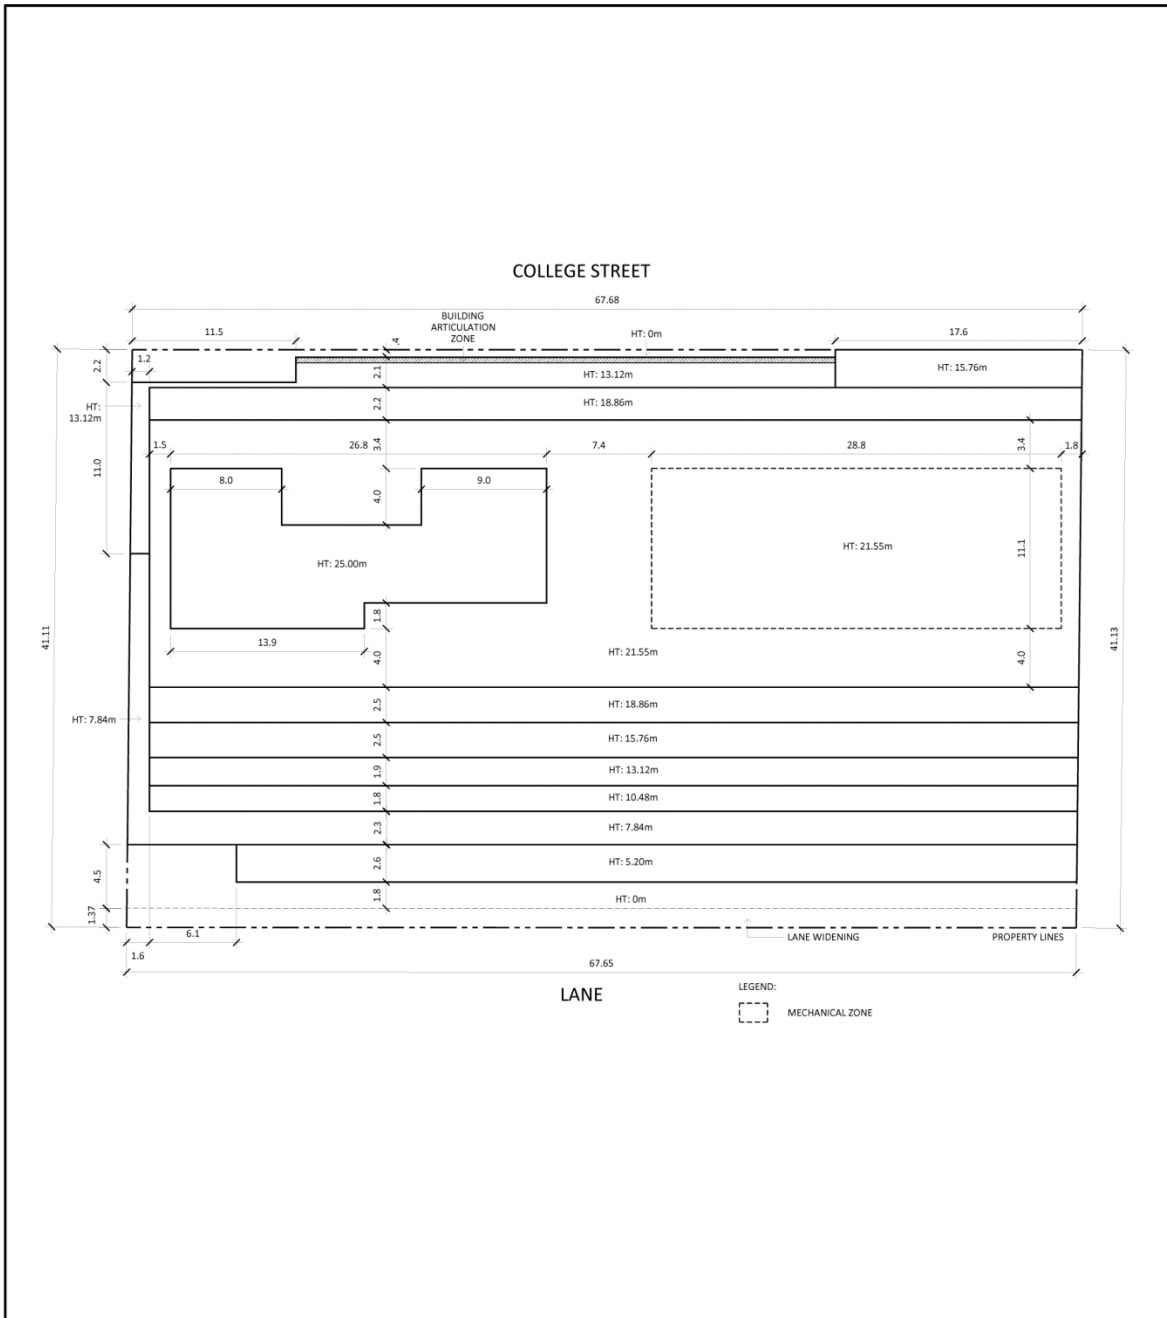 COLLEGE STREET
67.68
BUILDING
ARTICULATION
ZONE
11.5
.4
HT: 0m
17.6
2.2
1.2
2.1
HT: 13.12m
HT: 15.76m
HT:
13.12m
2.2
HT: 18.86m
1.5
26.8
3.4
7.4
28.8
3.4
1.8
11.0
8.0
4.0
9.0
HT: 25.00m
HT: 21.55m
11.1
41.11
1.8
13.9
4.0
HT: 21.55m
4.0
41.13
2.5
HT: 18.86m
HT: 7.84m
2.5
HT: 15.76m
1.9
HT: 13.12m
1.8
HT: 10.48m
2.3
HT: 7.84m
4.5
2.6
HT: 5.20m
1.8
HT: 0m
1.37
6.1
LANE WIDENING
PROPERTY LINES
1.6
67.65
LANE
LEGEND:
MECHANICAL ZONE